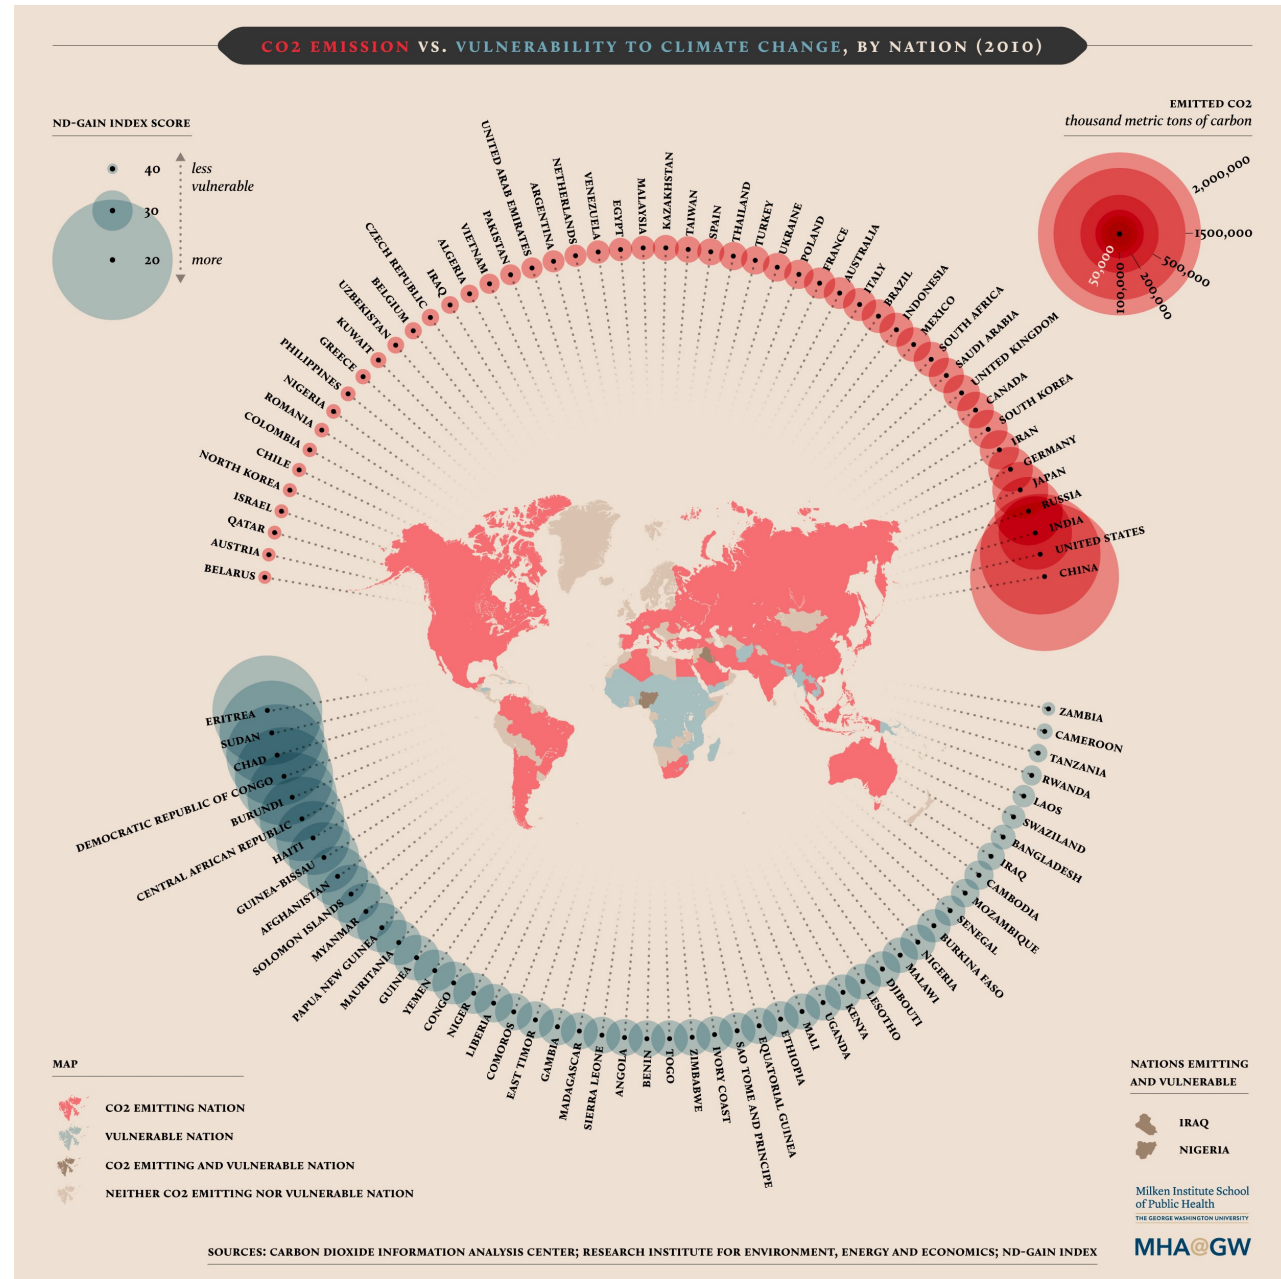 CO2 EMISSION VS. VULNERABILITY TO CLIMATE CHANGE, BY NATION (2010)
ND-GAIN INDEX SCORE
40
less
vulnerable
30
20
more
EMITTED CO2
thousand metric tons of carbon
2,000,000
1500,000
500,000
200,000
100,000
50,000
BELARUS
AUSTRIA
QATAR
ISRAEL
NORTH KOREA
CHILE
COLOMBIA
ROMANIA
NIGERIA
PHILIPPINES
GREECE
KUWAIT
UZBEKISTAN
BELGIUM
CZECH REPUBLIC
IRAQ
ALGERIA
VIETNAM
PAKISTAN
UNITED ARAB EMIRATES
ARGENTINA
NETHERLANDS
VENEZUELA
EGYPT
MALAYSIA
KAZAKHSTAN
TAIWAN
SPAIN
THAILAND
TURKEY
UKRAINE
POLAND
FRANCE
AUSTRALIA
ITALY
BRAZIL
INDONESIA
MEXICO
SOUTH AFRICA
SAUDI ARABIA
UNITED KINGDOM
CANADA
SOUTH KOREA
IRAN
GERMANY
JAPAN
RUSSIA
INDIA
UNITED STATES
CHINA
ERITREA
SUDAN
CHAD
DEMOCRATIC REPUBLIC OF CONGO
BURUNDI
CENTRAL AFRICAN REPUBLIC
HAITI
GUINEA-BISSAU
AFGHANISTAN
SOLOMON ISLANDS
MYANMAR
PAPUA NEW GUINEA
MAURITANIA
GUINEA
YEMEN
CONGO
NIGER
LIBERIA
COMOROS
EAST TIMOR
GAMBIA
MADAGASCAR
SIERRA LEONE
ANGOLA
BENIN
TOGO
ZIMBABWE
IVORY COAST
SAO TOME AND PRINCIPE
EQUATORIAL GUINEA
ETHIOPIA
MALI
UGANDA
KENYA
LESOTHO
DJIBOUTI
MALAWI
NIGERIA
BURKINA FASO
SENEGAL
MOZAMBIQUE
CAMBODIA
IRAQ
BANGLADESH
SWAZILAND
LAOS
RWANDA
TANZANIA
CAMEROON
ZAMBIA
MAP
CO2 EMITTING NATION
VULNERABLE NATION
CO2 EMITTING AND VULNERABLE NATION
NEITHER CO2 EMITTING NOR VULNERABLE NATION
NATIONS EMITTING
AND VULNERABLE
IRAQ
NIGERIA
Milken Institute School
of Public Health
THE GEORGE WASHINGTON UNIVERSITY
MHA@GW
SOURCES: CARBON DIOXIDE INFORMATION ANALYSIS CENTER; RESEARCH INSTITUTE FOR ENVIRONMENT, ENERGY AND ECONOMICS; ND-GAIN INDEX